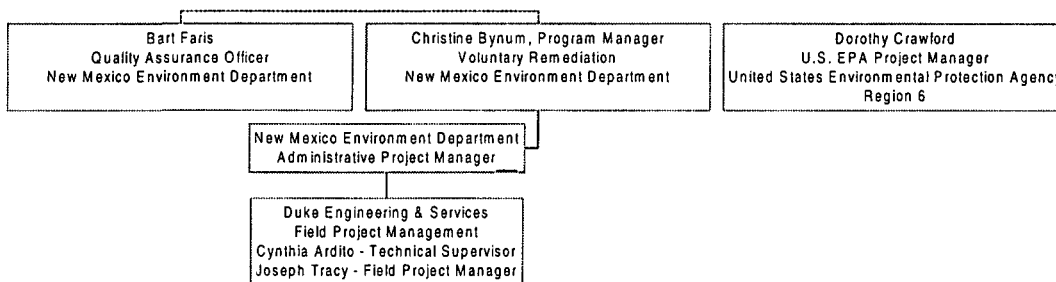 Bart Faris
Quality Assurance Officer
New Mexico Environment Department
Christine Bynum, Program Manager
Voluntary Remediation
New Mexico Environment Department
Dorothy Crawford
U.S. EPA Project Manager
United States Environmental Protection Agency
Region 6
New Mexico Environment Department
Administrative Project Manager
Duke Engineering & Services
Field Project Management
Cynthia Ardito - Technical Supervisor
Joseph Tracy - Field Project Manager